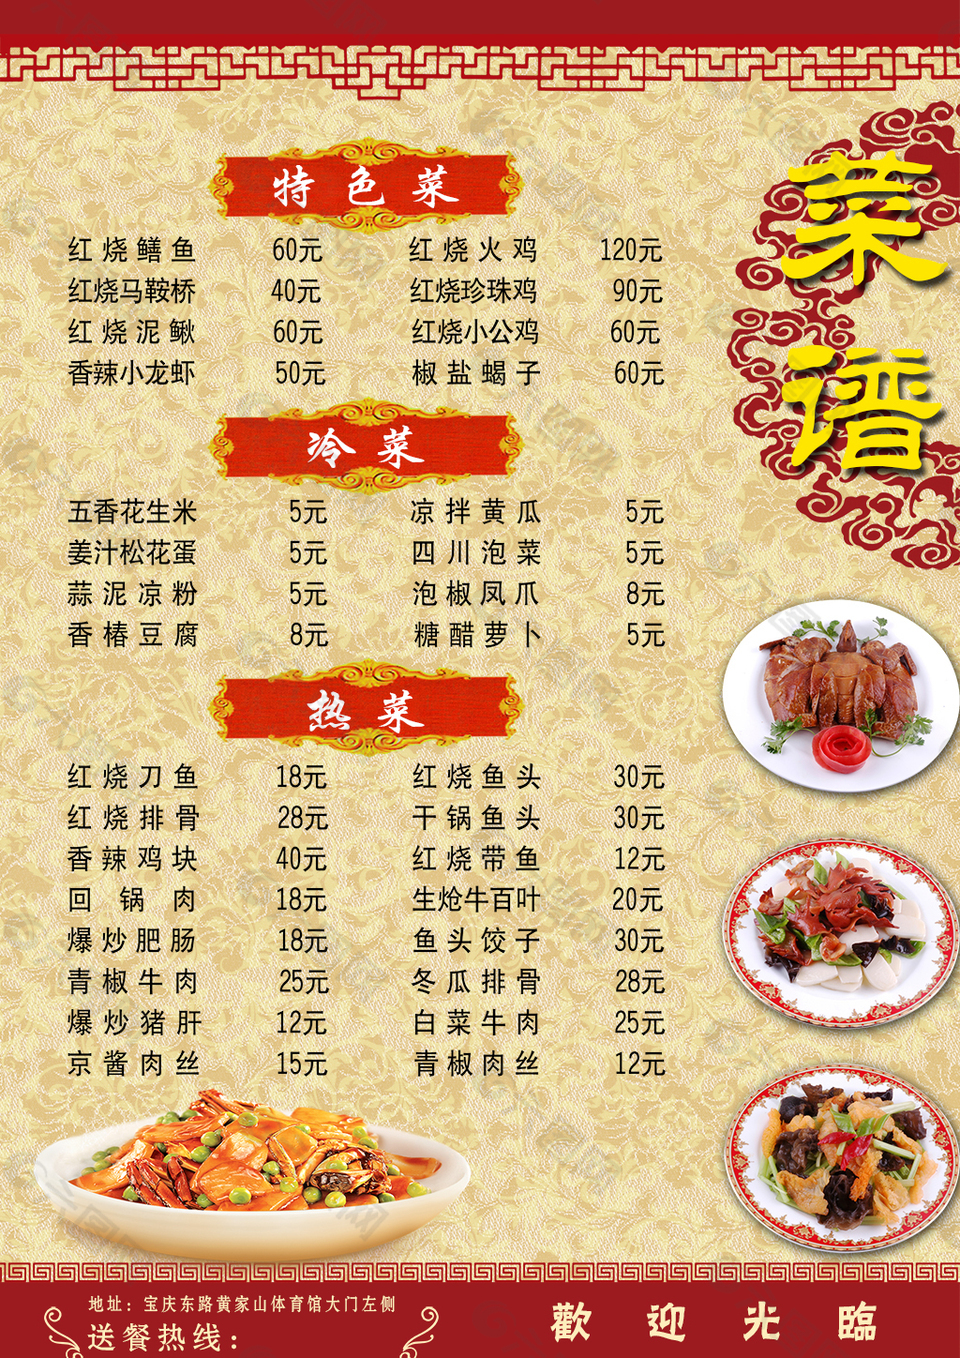 菜谱
特色菜
红烧鳝鱼 60元 红烧火鸡 120元
红烧马鞍桥 40元 红烧珍珠鸡 90元
红烧泥鳅 60元 红烧小公鸡 60元
香辣小龙虾 50元 椒盐蝎子 60元
冷菜
五香花生米 5元 凉拌黄瓜 5元
姜汁松花蛋 5元 四川泡菜 5元
蒜泥凉粉 5元 泡椒凤爪 8元
香椿豆腐 8元 糖醋萝卜 5元
热菜
红烧刀鱼 18元 红烧鱼头 30元
红烧排骨 28元 干锅鱼头 30元
香辣鸡块 40元 红烧带鱼 12元
回锅肉 18元 生炝牛百叶 20元
爆炒肥肠 18元 鱼头饺子 30元
青椒牛肉 25元 冬瓜排骨 28元
爆炒猪肝 12元 白菜牛肉 25元
京酱肉丝 15元 青椒肉丝 12元
地址：宝庆东路黄家山体育馆大门左侧
送餐热线：
歡迎光臨